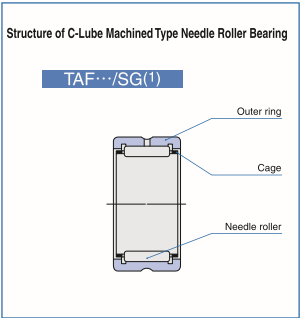 Structure of C-Lube Machined Type Needle Roller Bearing
TAF···/SG(1)
Outer ring
Cage
Needle roller